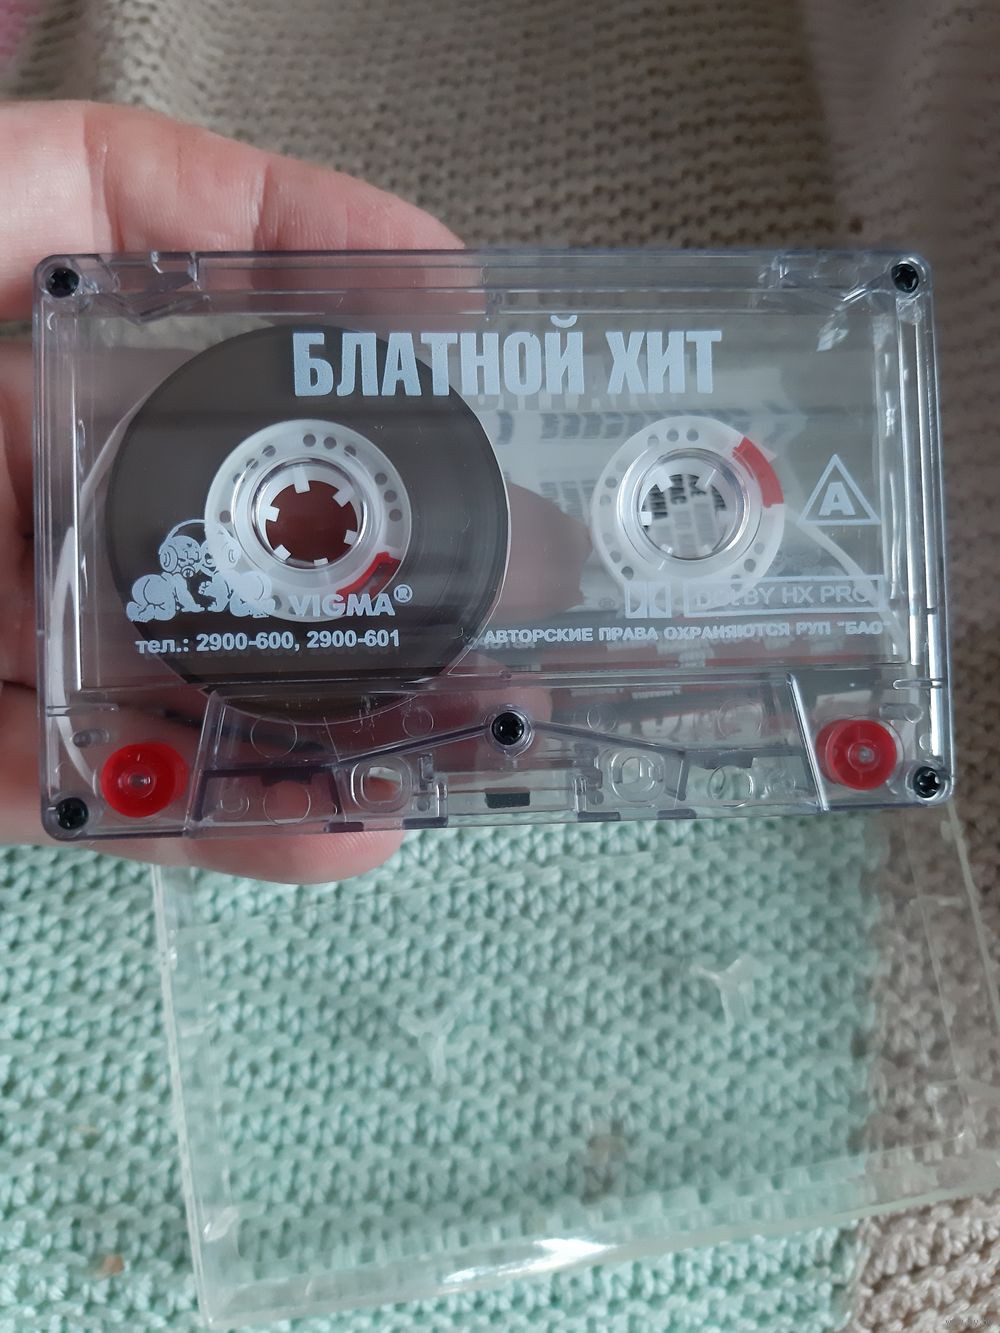 БЛАТНОЙ ХИТ
A
VIGMA®
DOLBY HX PRO
тел.: 2900-600, 2900-601
АВТОРСКИЕ ПРАВА ОХРАНЯЮТСЯ РУП "БАО"